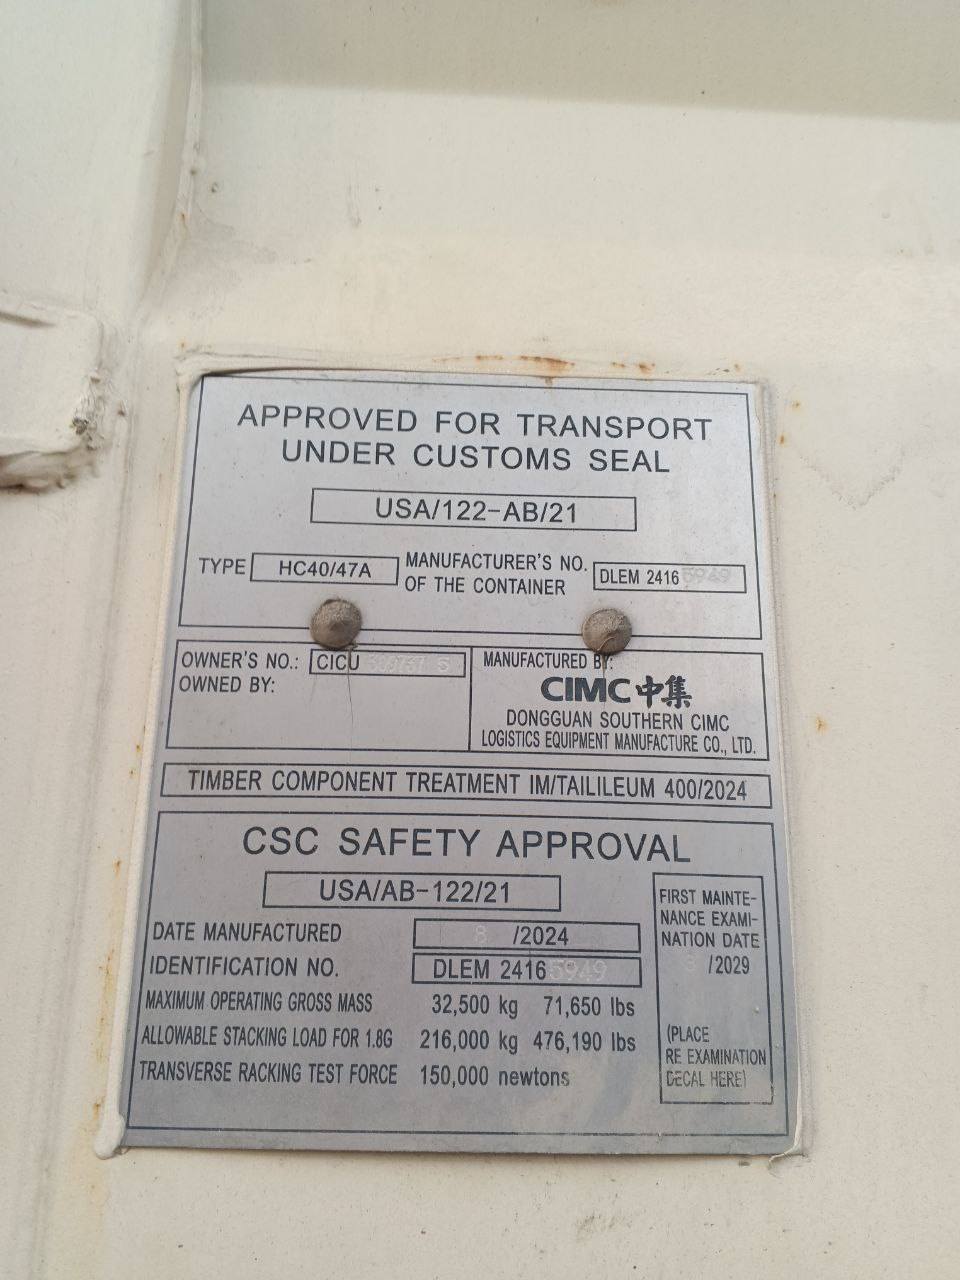 APPROVED FOR TRANSPORT
UNDER CUSTOMS SEAL
USA/122-AB/21
TYPE HC40/47A MANUFACTURER'S NO. OF THE CONTAINER DLEM 2416 5949
OWNER'S NO.: CICU
OWNED BY:
MANUFACTURED BY:
CIMC 中集
DONGGUAN SOUTHERN CIMC
LOGISTICS EQUIPMENT MANUFACTURE CO., LTD.
TIMBER COMPONENT TREATMENT IM/TAILILEUM 400/2024
CSC SAFETY APPROVAL
USA/AB-122/21
DATE MANUFACTURED 8 /2024
IDENTIFICATION NO. DLEM 2416 5949
MAXIMUM OPERATING GROSS MASS 32,500 kg 71,650 lbs
ALLOWABLE STACKING LOAD FOR 1.8G 216,000 kg 476,190 lbs
TRANSVERSE RACKING TEST FORCE 150,000 newtons
FIRST MAINTE-
NANCE EXAMI-
NATION DATE
/2029
(PLACE
RE EXAMINATION
DECAL HERE)